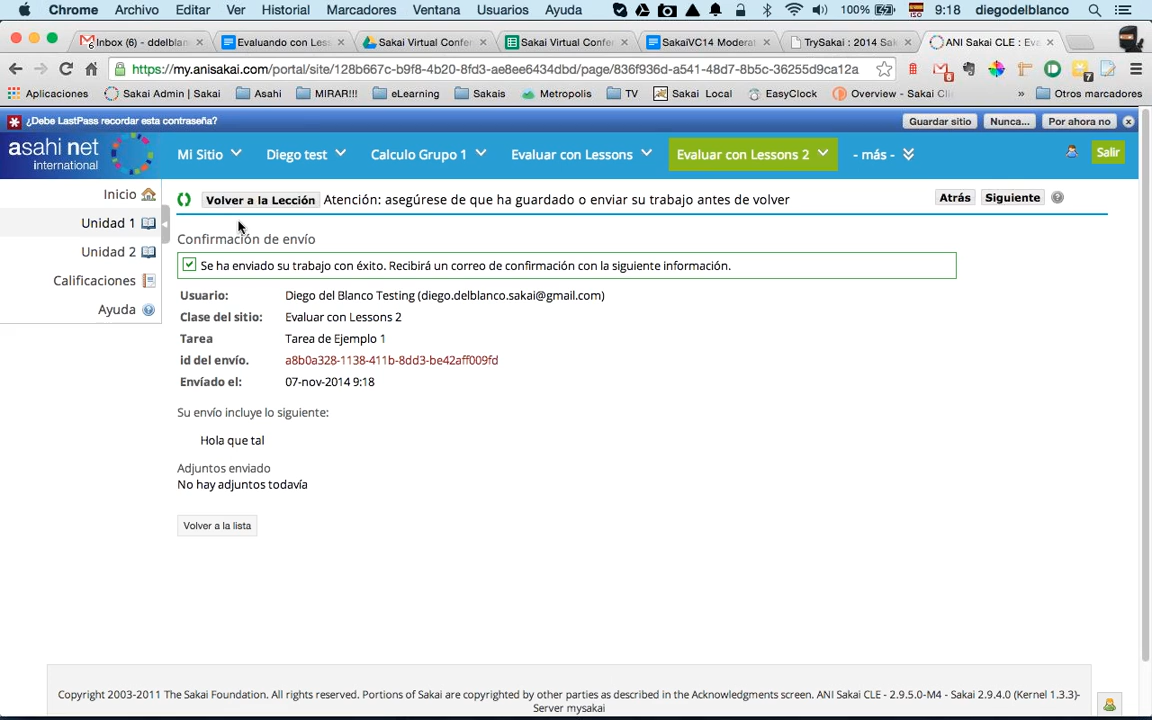 Chrome Archivo Editar Ver Historial Marcadores Ventana Usuarios Ayuda 100% 9:18 diegodelblanco
Inbox (6) - ddelblan Evaluando con Les Sakai Virtual Confer Sakai Virtual Confer SakaiVC14 Moderat TrySakai : 2014 Sak ANI Sakai CLE : Eva
https://my.anisakai.com/portal/site/128b667c-b9f8-4b20-8fd3-ae8ee6434dbd/page/836f936d-a541-48d7-8b5c-36255d9ca12a
Aplicaciones Sakai Admin | Sakai Asahi MIRAR!!! eLearning Sakais Metropolis TV Sakai Local EasyClock Overview - Sakai Cl » Otros marcadores
¿Debe LastPass recordar esta contraseña? Guardar sitio Nunca... Por ahora no
asahi net
international
Mi Sitio Diego test Calculo Grupo 1 Evaluar con Lessons Evaluar con Lessons 2 - más - Salir
Inicio
Unidad 1
Unidad 2
Calificaciones
Ayuda
Volver a la Lección Atención: asegúrese de que ha guardado o enviar su trabajo antes de volver Atrás Siguiente
Confirmación de envío
Se ha enviado su trabajo con éxito. Recibirá un correo de confirmación con la siguiente información.
Usuario: Diego del Blanco Testing (diego.delblanco.sakai@gmail.com)
Clase del sitio: Evaluar con Lessons 2
Tarea Tarea de Ejemplo 1
id del envío. a8b0a328-1138-411b-8dd3-be42aff009fd
Envíado el: 07-nov-2014 9:18
Su envío incluye lo siguiente:
Hola que tal
Adjuntos enviado
No hay adjuntos todavía
Volver a la lista
Copyright 2003-2011 The Sakai Foundation. All rights reserved. Portions of Sakai are copyrighted by other parties as described in the Acknowledgments screen. ANI Sakai CLE - 2.9.5.0-M4 - Sakai 2.9.4.0 (Kernel 1.3.3)-
Server mysakai